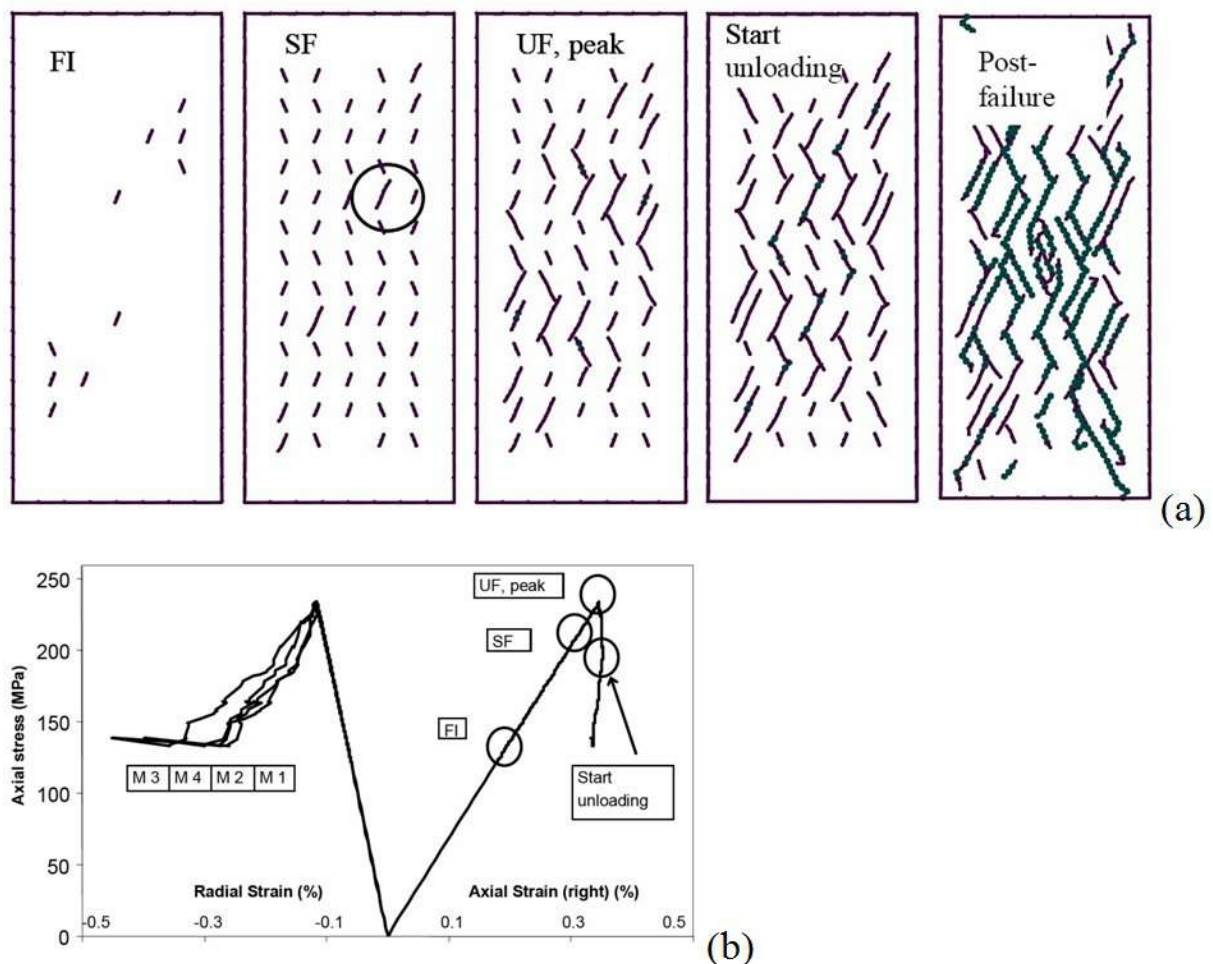 FI
SF
UF, peak
Start
unloading
Post-
failure
(a)
250
200
150
100
50
0
Axial stress (MPa)
UF, peak
SF
FI
Start
unloading
M 3 M 4 M 2 M 1
Radial Strain (%)
Axial Strain (right) (%)
-0.5 -0.3 -0.1 0.1 0.3 0.5
(b)